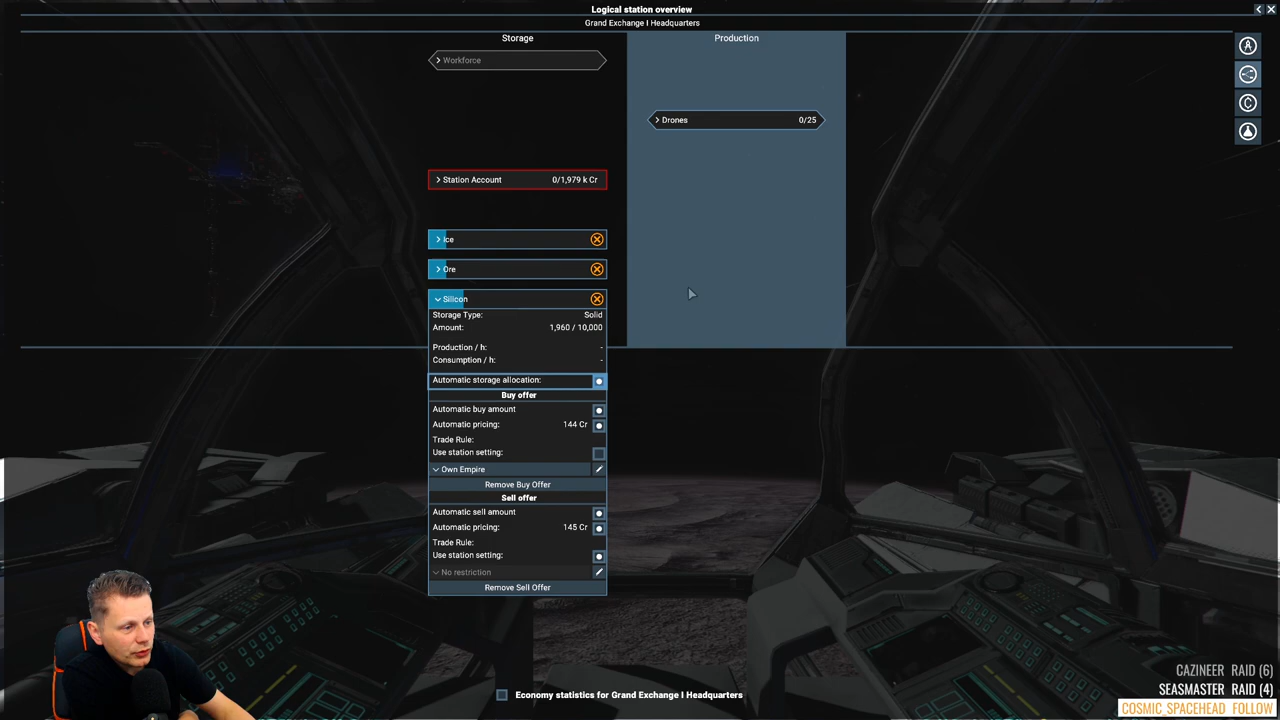 Logical station overview
Grand Exchange I Headquarters
Storage
Production
Workforce
Drones 0/25
Station Account 0/1,979 k Cr
Ice
Ore
Silicon
Storage Type: Solid
Amount: 1,960 / 10,000
Production / h: -
Consumption / h: -
Automatic storage allocation:
Buy offer
Automatic buy amount
Automatic pricing: 144 Cr
Trade Rule:
Use station setting:
Own Empire
Remove Buy Offer
Sell offer
Automatic sell amount
Automatic pricing: 145 Cr
Trade Rule:
Use station setting:
No restriction
Remove Sell Offer
Economy statistics for Grand Exchange I Headquarters
CAZINEER RAID (6)
SEASMASTER RAID (4)
COSMIC_SPACEHEAD FOLLOW